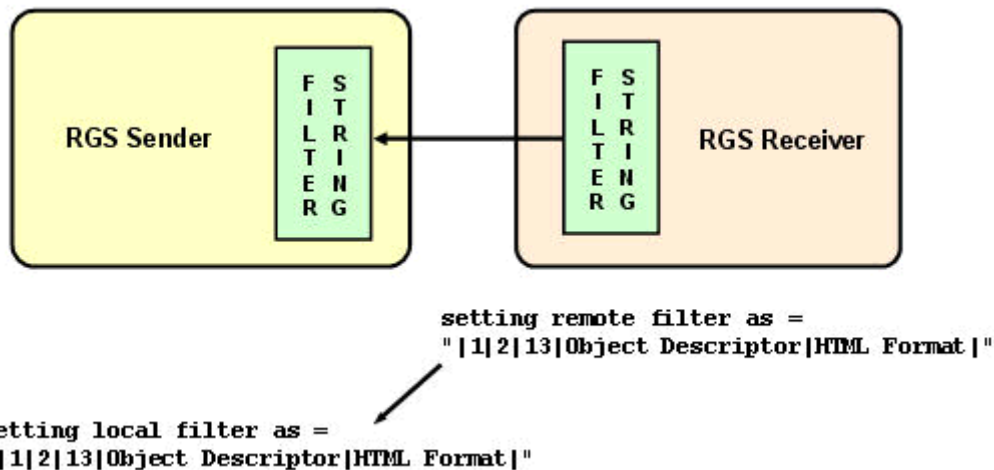 RGS Sender
FILTER STRING
FILTER STRING
RGS Receiver
setting remote filter as =
"|1|2|13|Object Descriptor|HTML Format|"
etting local filter as =
|1|2|13|Object Descriptor|HTML Format|"